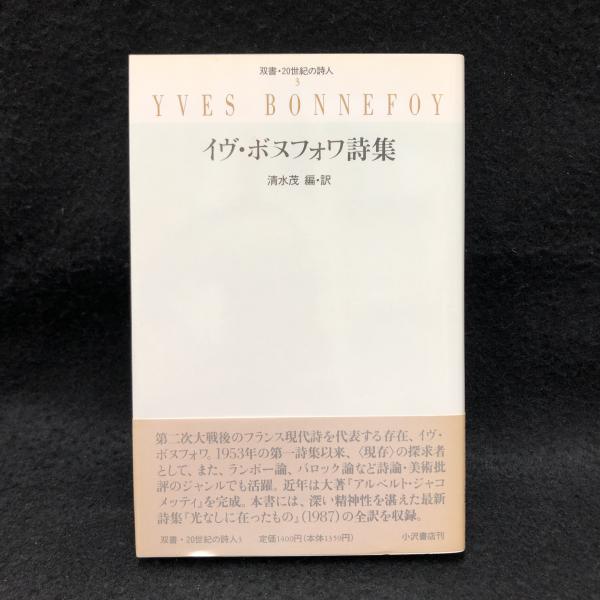 双書・20世紀の詩人
3
YVES BONNEFOY
イヴ・ボヌフォワ詩集
清水茂 編・訳
第二次大戦後のフランス現代詩を代表する存在、イヴ・
ボヌフォワ。1953年の第一詩集以来、〈現存〉の探求者
として、また、ランボー論、バロック論など詩論・美術批
評のジャンルでも活躍。近年は大著『アルベルト・ジャコ
メッティ』を完成。本書には、深い精神性を湛えた最新
詩集『光なしに在ったもの』(1987)の全訳を収録。
双書・20世紀の詩人3 定価1400円(本体1359円) 小沢書店刊